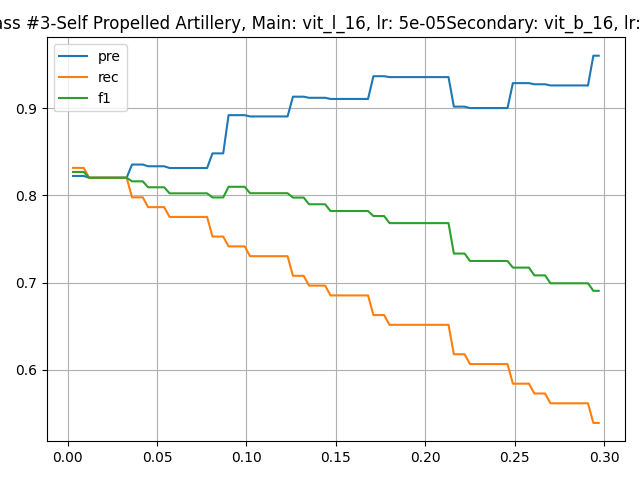 ass #3-Self Propelled Artillery, Main: vit_l_16, lr: 5e-05Secondary: vit_b_16, lr:
pre
rec
f1
0.9
0.8
0.7
0.6
0.00 0.05 0.10 0.15 0.20 0.25 0.30